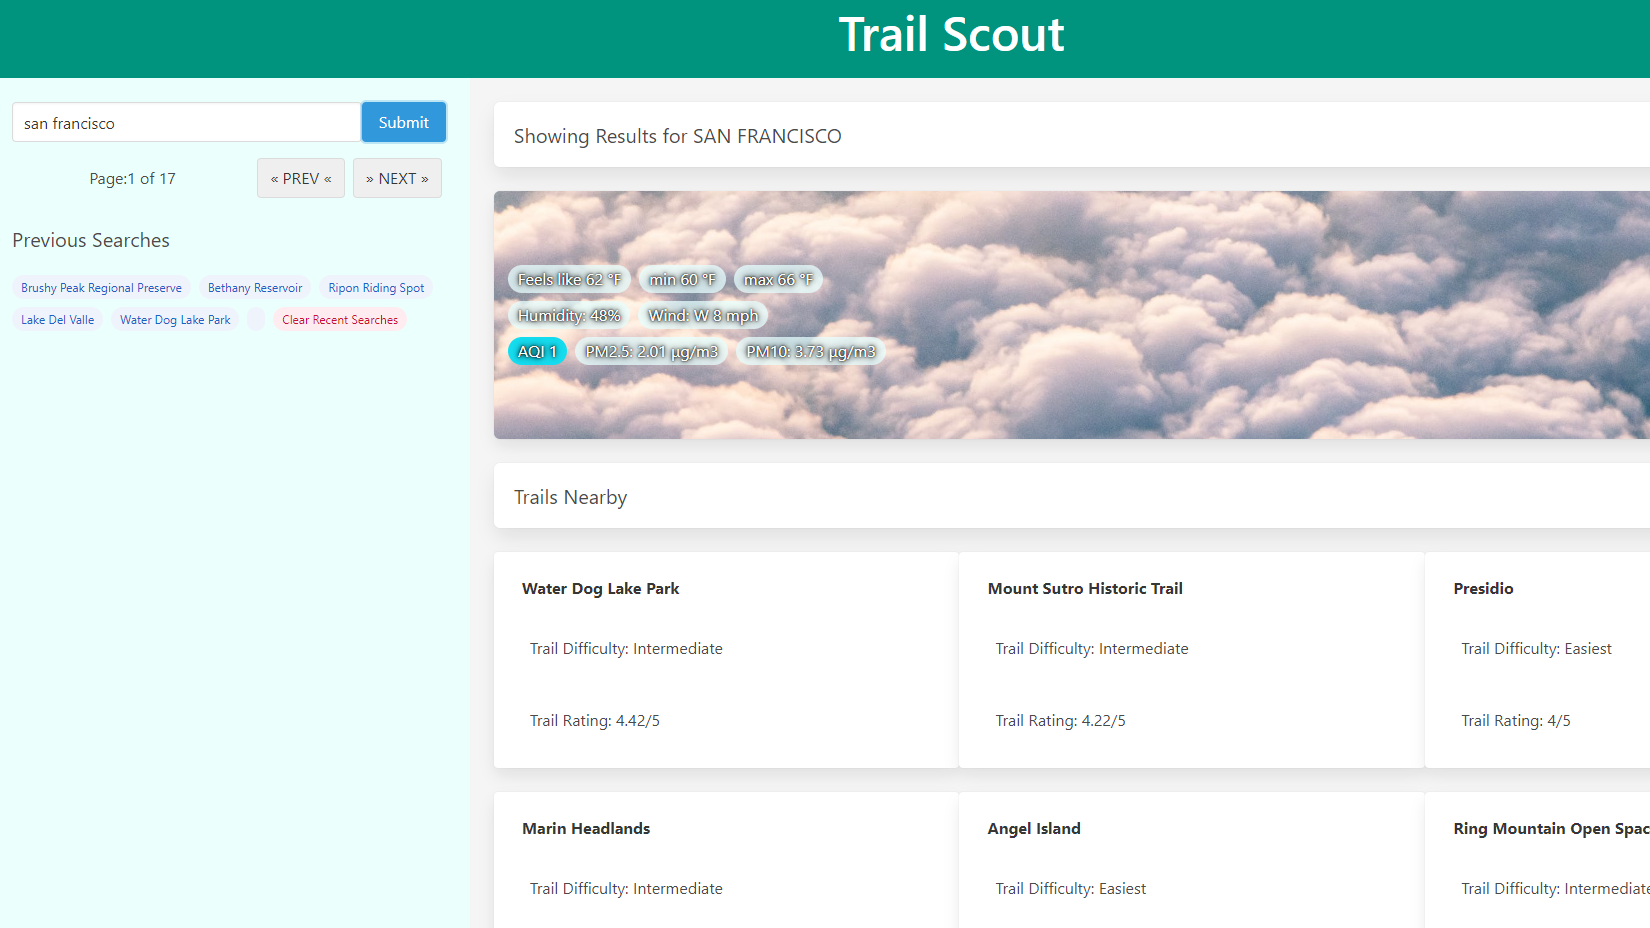 Trail Scout
san francisco
Submit
Page:1 of 17
« PREV «
» NEXT »
Previous Searches
Brushy Peak Regional Preserve
Bethany Reservoir
Ripon Riding Spot
Lake Del Valle
Water Dog Lake Park
Clear Recent Searches
Showing Results for SAN FRANCISCO
Feels like 62 °F
min 60 °F
max 66 °F
Humidity: 48%
Wind: W 8 mph
AQI 1
PM2.5: 2.01 µg/m3
PM10: 3.73 µg/m3
Trails Nearby
Water Dog Lake Park
Trail Difficulty: Intermediate
Trail Rating: 4.42/5
Mount Sutro Historic Trail
Trail Difficulty: Intermediate
Trail Rating: 4.22/5
Presidio
Trail Difficulty: Easiest
Trail Rating: 4/5
Marin Headlands
Trail Difficulty: Intermediate
Angel Island
Trail Difficulty: Easiest
Ring Mountain Open Spac
Trail Difficulty: Intermediate